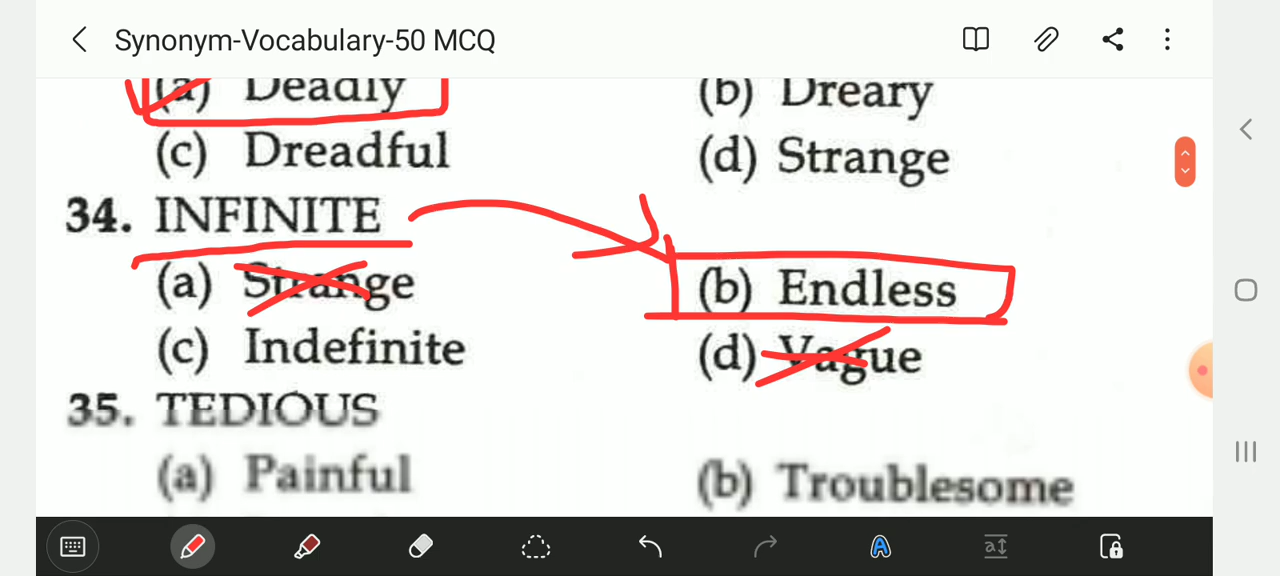 Synonym-Vocabulary-50 MCQ
(a) Deadly (b) Dreary
(c) Dreadful (d) Strange
34. INFINITE
(a) Strange (b) Endless
(c) Indefinite (d) Vague
35. TEDIOUS
(a) Painful (b) Troublesome